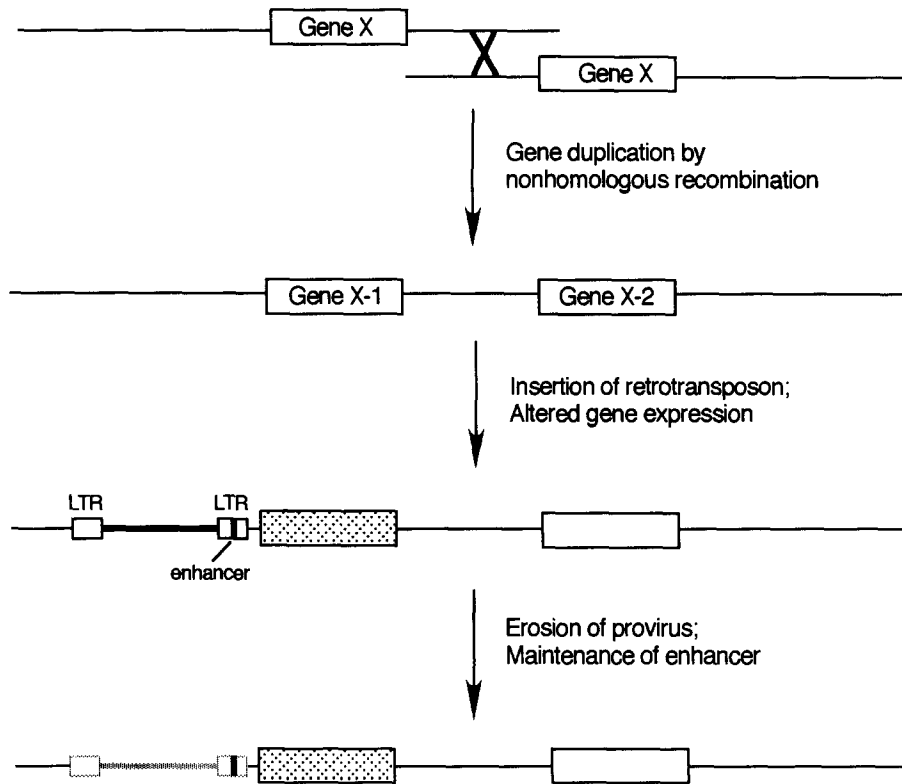 Gene X
Gene X
Gene duplication by
nonhomologous recombination
Gene X-1
Gene X-2
Insertion of retrotransposon;
Altered gene expression
LTR
LTR
enhancer
Erosion of provirus;
Maintenance of enhancer